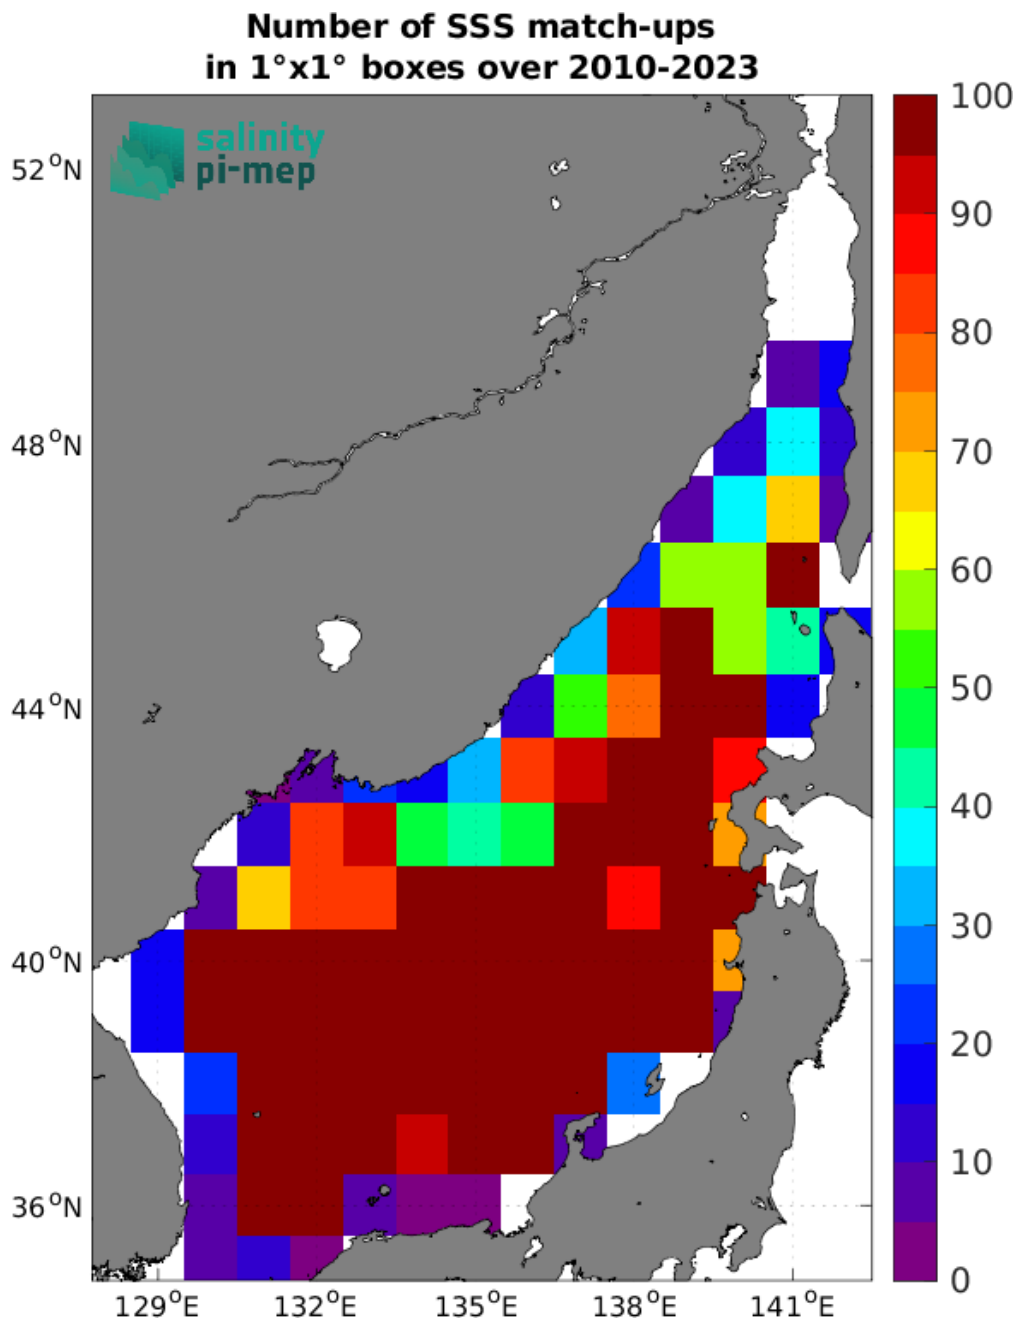 Number of SSS match-ups
in 1°x1° boxes over 2010-2023
salinity
pi-mep
52°N
48°N
44°N
40°N
36°N
129°E 132°E 135°E 138°E 141°E
100
90
80
70
60
50
40
30
20
10
0